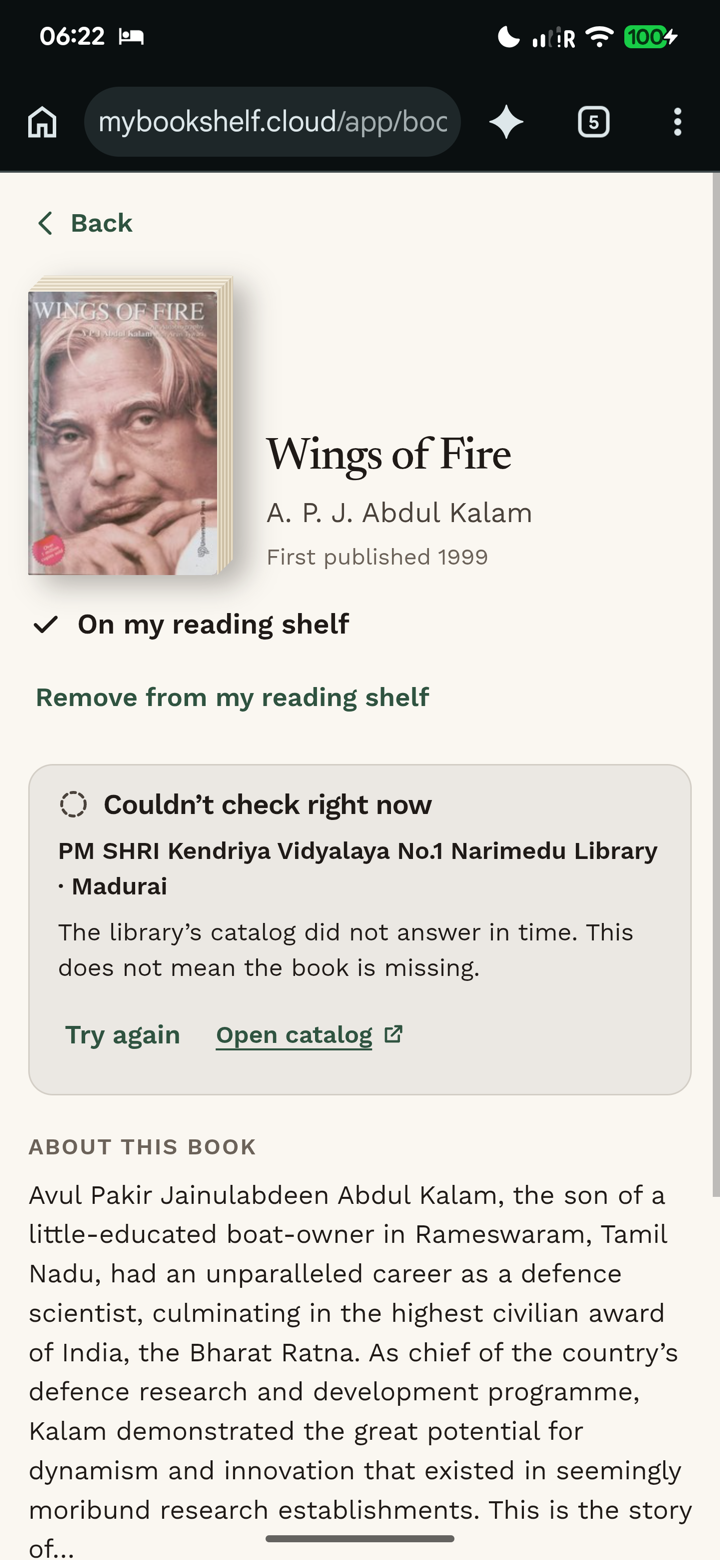 06:22
R
100
mybookshelf.cloud/app/boo
5
Back
WINGS OF FIRE
A P J Abdul Kalam
Wings of Fire
A. P. J. Abdul Kalam
First published 1999
On my reading shelf
Remove from my reading shelf
Couldn’t check right now
PM SHRI Kendriya Vidyalaya No.1 Narimedu Library
· Madurai
The library’s catalog did not answer in time. This
does not mean the book is missing.
Try again
Open catalog
ABOUT THIS BOOK
Avul Pakir Jainulabdeen Abdul Kalam, the son of a
little-educated boat-owner in Rameswaram, Tamil
Nadu, had an unparalleled career as a defence
scientist, culminating in the highest civilian award
of India, the Bharat Ratna. As chief of the country’s
defence research and development programme,
Kalam demonstrated the great potential for
dynamism and innovation that existed in seemingly
moribund research establishments. This is the story
of...